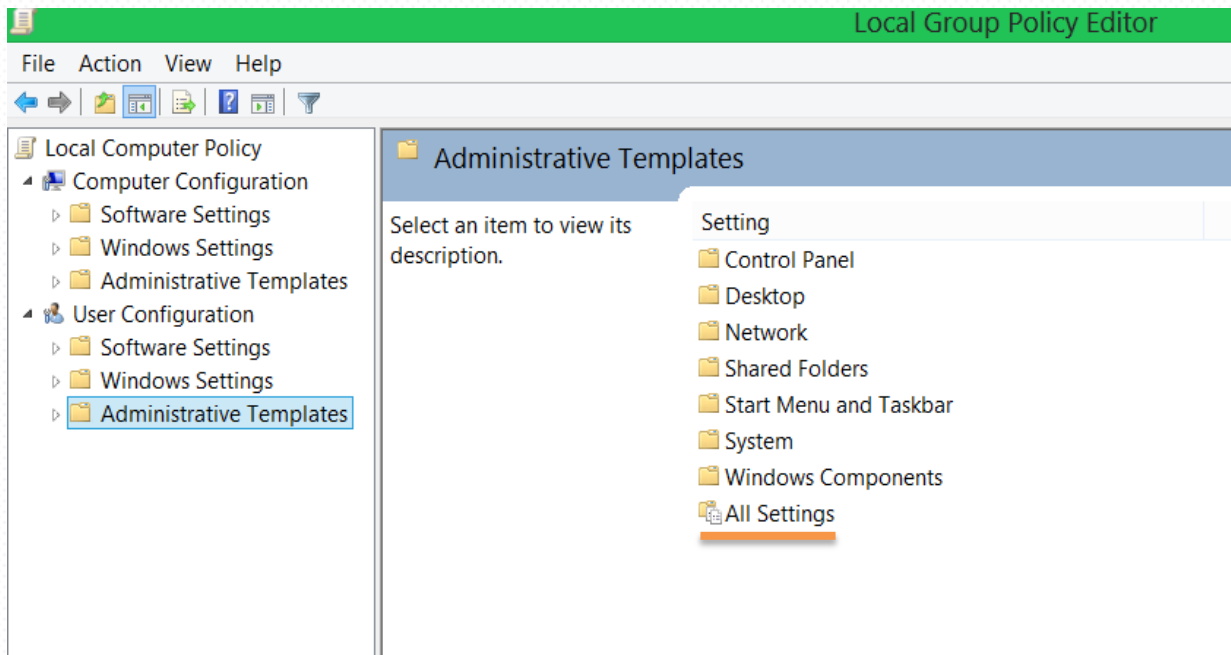 Local Group Policy Editor
File Action View Help
Local Computer Policy
Computer Configuration
Software Settings
Windows Settings
Administrative Templates
User Configuration
Software Settings
Windows Settings
Administrative Templates
Administrative Templates
Select an item to view its
description.
Setting
Control Panel
Desktop
Network
Shared Folders
Start Menu and Taskbar
System
Windows Components
All Settings